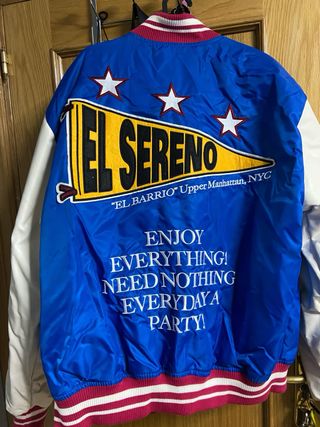 EL SERENO
"EL BARRIO" Upper Manhattan, NYC
ENJOY
EVERYTHING!
NEED NOTHING
EVERYDAY A
PARTY!